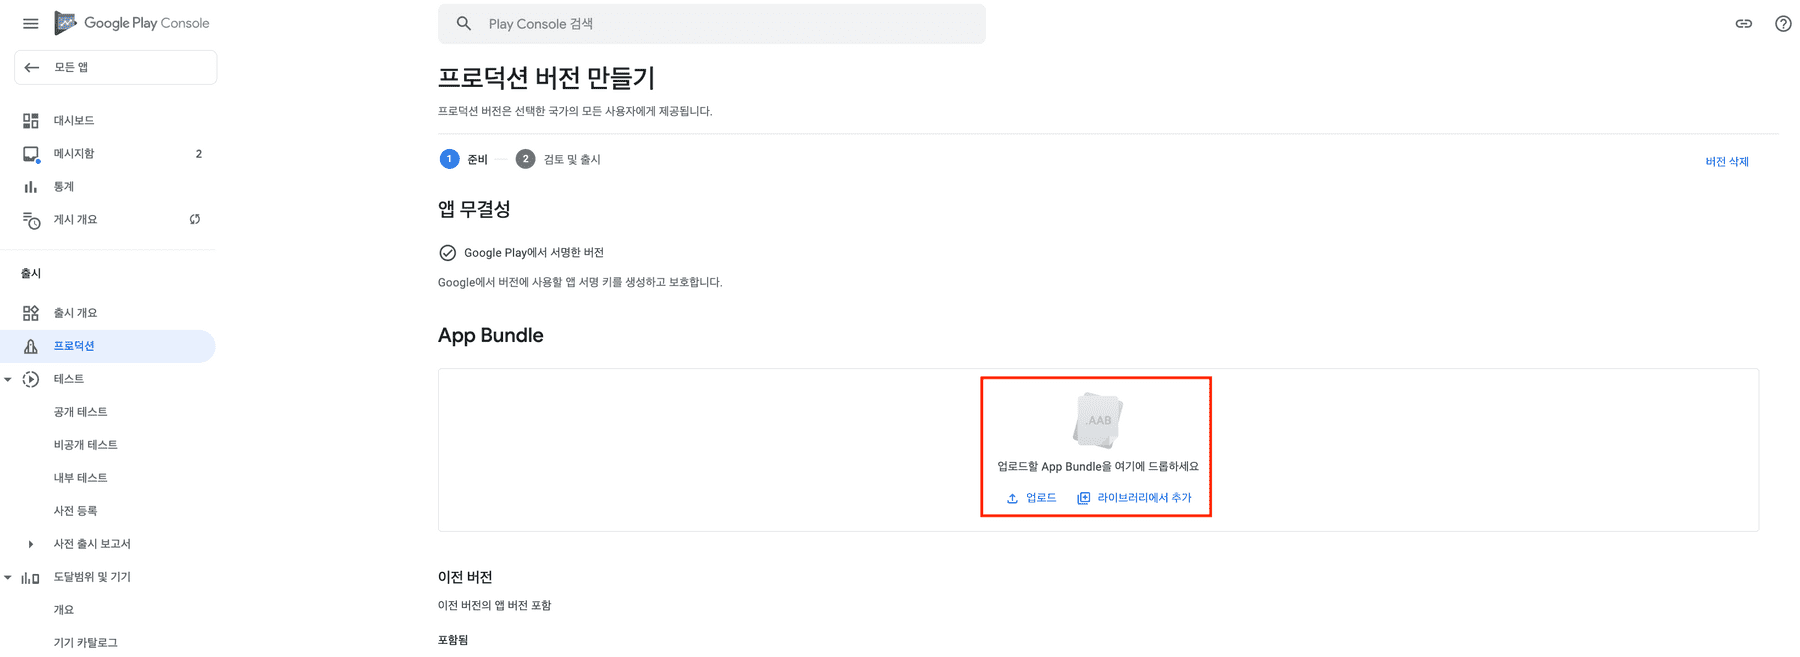 Google Play Console
Play Console 검색
모든 앱
대시보드
메시지함 2
통계
게시 개요
출시
출시 개요
프로덕션
테스트
공개 테스트
비공개 테스트
내부 테스트
사전 등록
사전 출시 보고서
도달범위 및 기기
개요
기기 카탈로그
프로덕션 버전 만들기
프로덕션 버전은 선택한 국가의 모든 사용자에게 제공됩니다.
1 준비 2 검토 및 출시
버전 삭제
앱 무결성
Google Play에서 서명한 버전
Google에서 버전에 사용할 앱 서명 키를 생성하고 보호합니다.
App Bundle
.AAB
업로드할 App Bundle을 여기에 드롭하세요
업로드 라이브러리에서 추가
이전 버전
이전 버전의 앱 버전 포함
포함됨